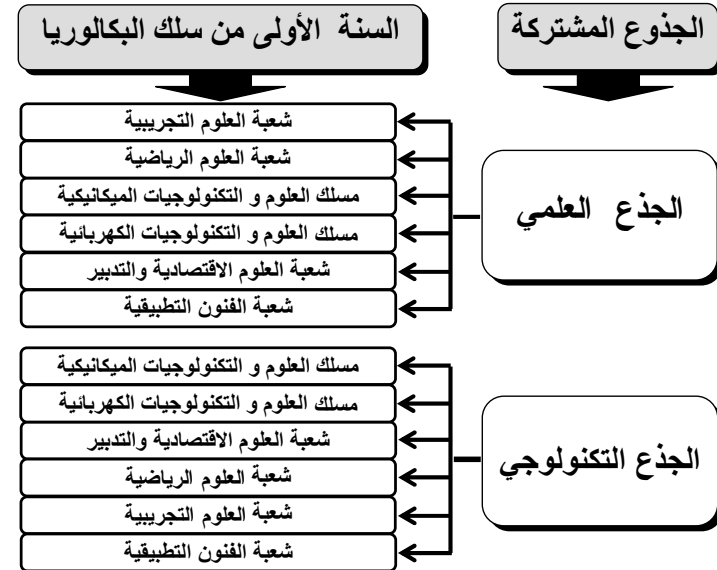 الجذوع المشتركة
السنة الأولى من سلك البكالوريا
الجذع العلمي
شعبة العلوم التجريبية
شعبة العلوم الرياضية
مسلك العلوم و التكنولوجيات الميكانيكية
مسلك العلوم و التكنولوجيات الكهربائية
شعبة العلوم الاقتصادية والتدبير
شعبة الفنون التطبيقية
الجذع التكنولوجي
مسلك العلوم و التكنولوجيات الميكانيكية
مسلك العلوم و التكنولوجيات الكهربائية
شعبة العلوم الاقتصادية والتدبير
شعبة العلوم الرياضية
شعبة العلوم التجريبية
شعبة الفنون التطبيقية